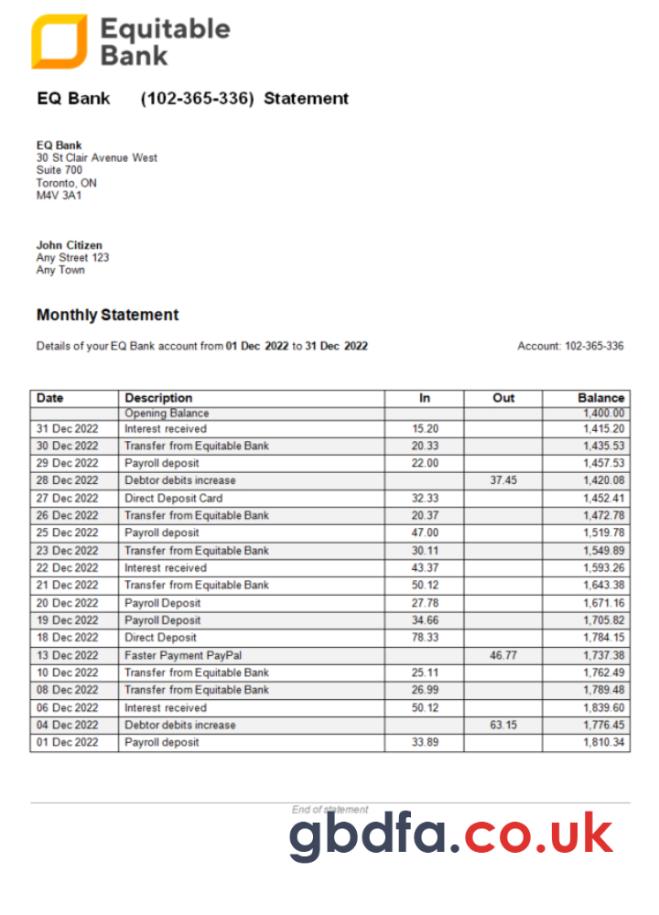 Equitable
Bank
EQ Bank (102-365-336) Statement
EQ Bank
30 St Clair Avenue West
Suite 700
Toronto, ON
M4V 3A1
John Citizen
Any Street 123
Any Town
Monthly Statement
Details of your EQ Bank account from 01 Dec 2022 to 31 Dec 2022 Account: 102-365-336
Date Description In Out Balance
Opening Balance 1,400.00
31 Dec 2022 Interest received 15.20 1,415.20
30 Dec 2022 Transfer from Equitable Bank 20.33 1,435.53
29 Dec 2022 Payroll deposit 22.00 1,457.53
28 Dec 2022 Debtor debits increase 37.45 1,420.08
27 Dec 2022 Direct Deposit Card 32.33 1,452.41
26 Dec 2022 Transfer from Equitable Bank 20.37 1,472.78
25 Dec 2022 Payroll deposit 47.00 1,519.78
23 Dec 2022 Transfer from Equitable Bank 30.11 1,549.89
22 Dec 2022 Interest received 43.37 1,593.26
21 Dec 2022 Transfer from Equitable Bank 50.12 1,643.38
20 Dec 2022 Payroll Deposit 27.78 1,671.16
19 Dec 2022 Payroll Deposit 34.66 1,705.82
18 Dec 2022 Direct Deposit 78.33 1,784.15
13 Dec 2022 Faster Payment PayPal 46.77 1,737.38
10 Dec 2022 Transfer from Equitable Bank 25.11 1,762.49
08 Dec 2022 Transfer from Equitable Bank 26.99 1,789.48
06 Dec 2022 Interest received 50.12 1,839.60
04 Dec 2022 Debtor debits increase 63.15 1,776.45
01 Dec 2022 Payroll deposit 33.89 1,810.34
End of statement
gbdfa.co.uk